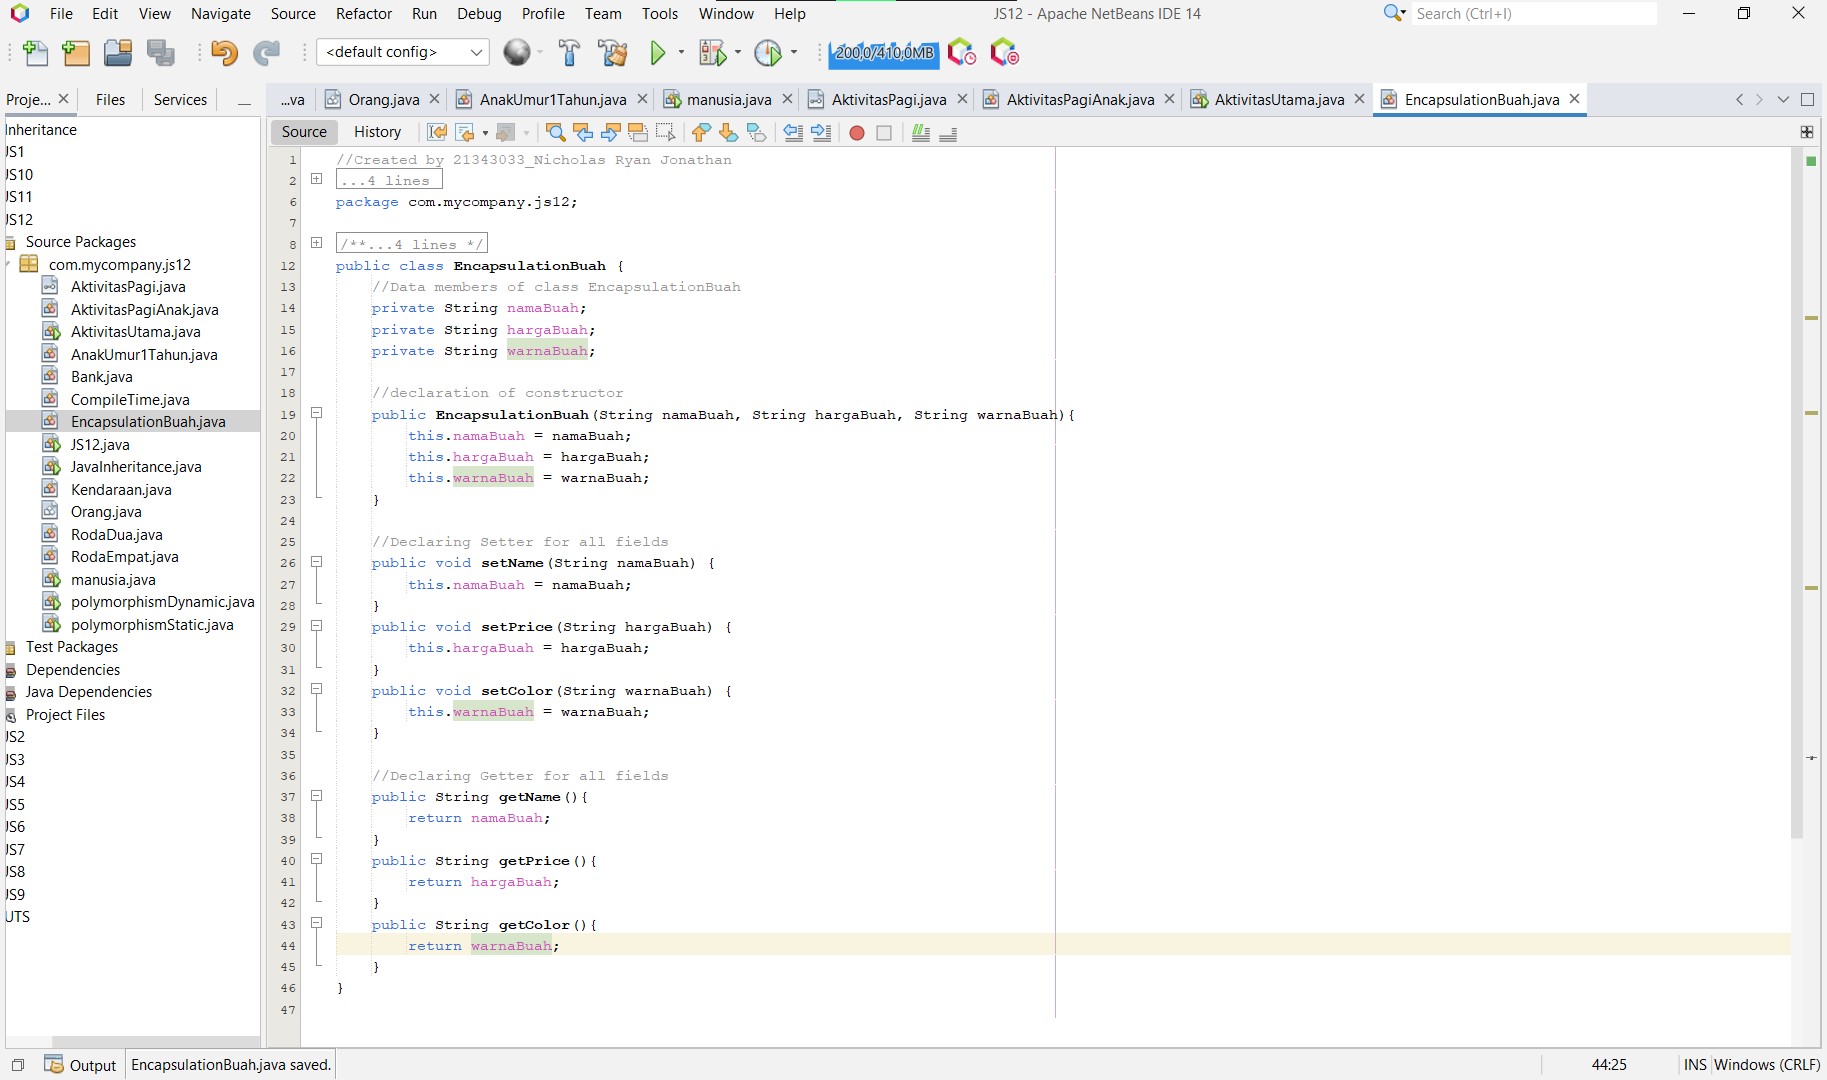 File Edit View Navigate Source Refactor Run Debug Profile Team Tools Window Help
JS12 - Apache NetBeans IDE 14
Search (Ctrl+I)
<default config>
200,0/410,0MB
Proje... Files Services
...va Orang.java AnakUmur1Tahun.java manusia.java AktivitasPagi.java AktivitasPagiAnak.java AktivitasUtama.java EncapsulationBuah.java
Source History
Inheritance
JS1
JS10
JS11
JS12
Source Packages
com.mycompany.js12
AktivitasPagi.java
AktivitasPagiAnak.java
AktivitasUtama.java
AnakUmur1Tahun.java
Bank.java
CompileTime.java
EncapsulationBuah.java
JS12.java
JavaInheritance.java
Kendaraan.java
Orang.java
RodaDua.java
RodaEmpat.java
manusia.java
polymorphismDynamic.java
polymorphismStatic.java
Test Packages
Dependencies
Java Dependencies
Project Files
JS2
JS3
JS4
JS5
JS6
JS7
JS8
JS9
UTS
1 //Created by 21343033_Nicholas Ryan Jonathan
2 ...4 lines
6 package com.mycompany.js12;
7
8 /**...4 lines */
12 public class EncapsulationBuah {
13 //Data members of class EncapsulationBuah
14 private String namaBuah;
15 private String hargaBuah;
16 private String warnaBuah;
17
18 //declaration of constructor
19 public EncapsulationBuah(String namaBuah, String hargaBuah, String warnaBuah){
20 this.namaBuah = namaBuah;
21 this.hargaBuah = hargaBuah;
22 this.warnaBuah = warnaBuah;
23 }
24
25 //Declaring Setter for all fields
26 public void setName(String namaBuah) {
27 this.namaBuah = namaBuah;
28 }
29 public void setPrice(String hargaBuah) {
30 this.hargaBuah = hargaBuah;
31 }
32 public void setColor(String warnaBuah) {
33 this.warnaBuah = warnaBuah;
34 }
35
36 //Declaring Getter for all fields
37 public String getName(){
38 return namaBuah;
39 }
40 public String getPrice(){
41 return hargaBuah;
42 }
43 public String getColor(){
44 return warnaBuah;
45 }
46 }
47
Output EncapsulationBuah.java saved. 44:25 INS Windows (CRLF)